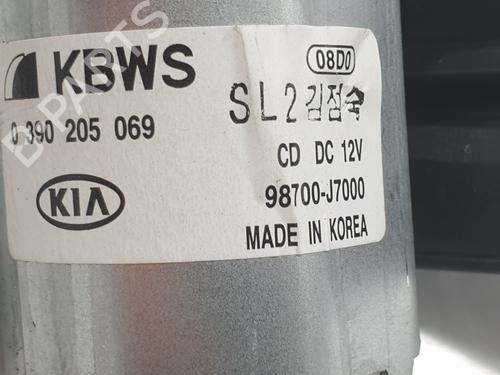 KBWS
08D0
0 390 205 069
SL2김점숙
CD DC 12V
KIA
98700-J7000
MADE IN KOREA
B PARTS